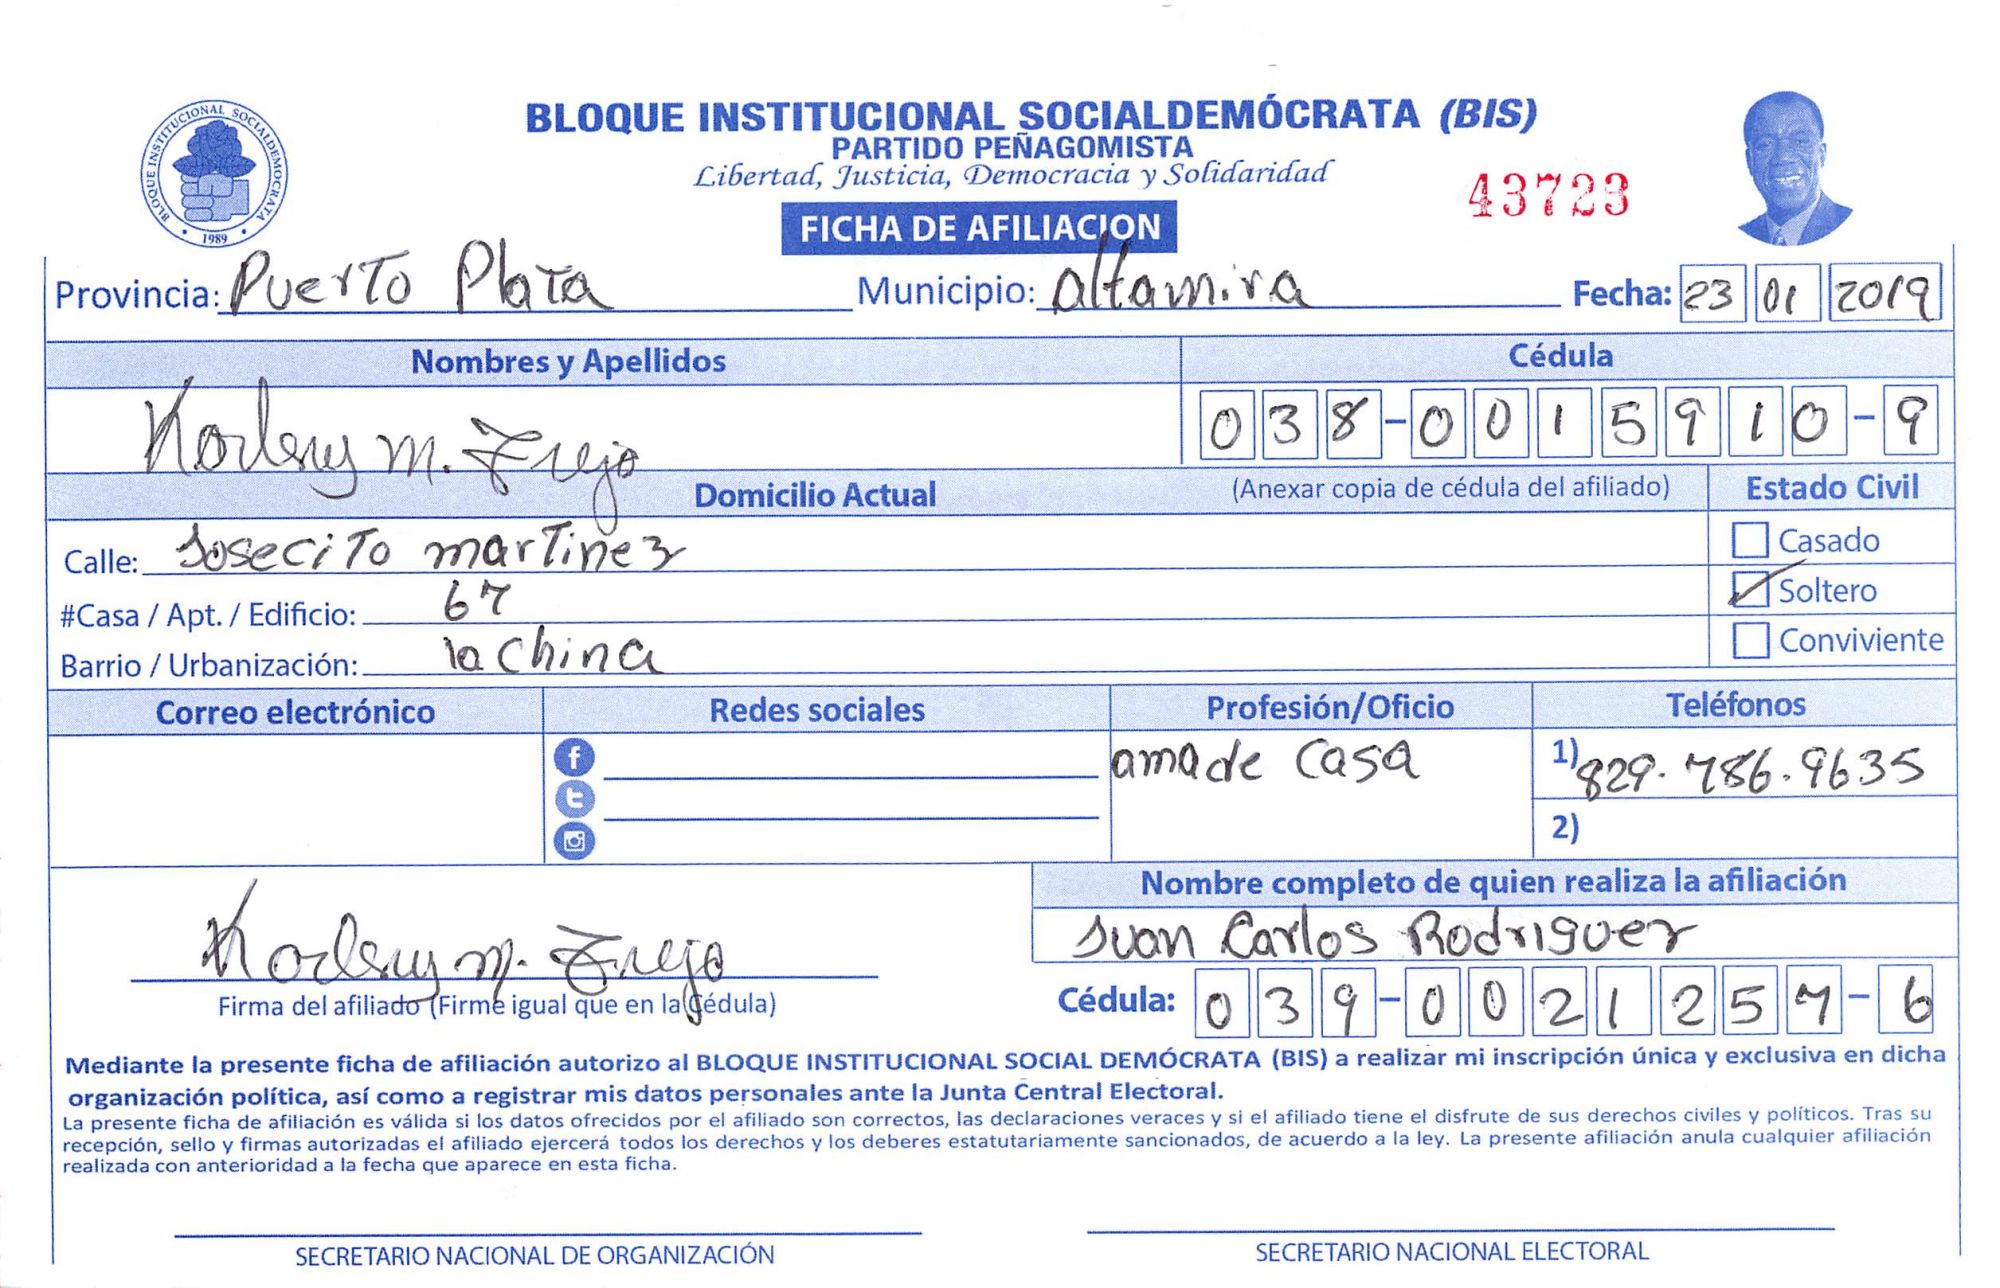 BLOQUE INSTITUCIONAL SOCIALDEMOCRATA
1989
BLOQUE INSTITUCIONAL SOCIALDEMÓCRATA (BIS)
PARTIDO PEÑAGOMISTA
Libertad, Justicia, Democracia y Solidaridad
43723
FICHA DE AFILIACION
Provincia: Puerto Plata Municipio: altamira Fecha: 23 01 2019
Nombres y Apellidos Cédula
M. 038-0015910-9
Domicilio Actual (Anexar copia de cédula del afiliado) Estado Civil
Calle: Josecito martinez Casado
#Casa / Apt. / Edificio: 67 Soltero
Barrio / Urbanización: la China Conviviente
Correo electrónico Redes sociales Profesión/Oficio Teléfonos
ama de Casa 1) 829.786.9635
2)
Nombre completo de quien realiza la afiliación
Juan Carlos Rodriguez
m.
Firma del afiliado (Firme igual que en la Cédula) Cédula: 039-0021257-6
Mediante la presente ficha de afiliación autorizo al BLOQUE INSTITUCIONAL SOCIAL DEMÓCRATA (BIS) a realizar mi inscripción única y exclusiva en dicha
organización política, así como a registrar mis datos personales ante la Junta Central Electoral.
La presente ficha de afiliación es válida si los datos ofrecidos por el afiliado son correctos, las declaraciones veraces y si el afiliado tiene el disfrute de sus derechos civiles y políticos. Tras su
recepción, sello y firmas autorizadas el afiliado ejercerá todos los derechos y los deberes estatutariamente sancionados, de acuerdo a la ley. La presente afiliación anula cualquier afiliación
realizada con anterioridad a la fecha que aparece en esta ficha.
SECRETARIO NACIONAL DE ORGANIZACIÓN SECRETARIO NACIONAL ELECTORAL